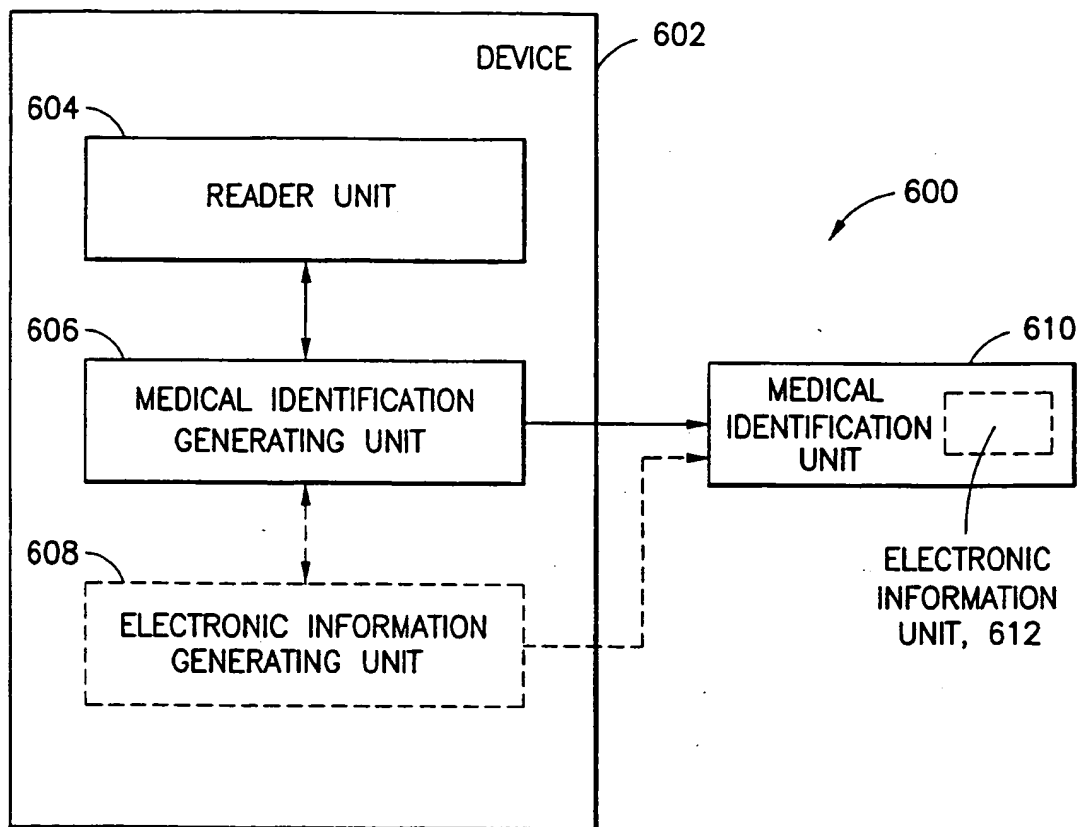 DEVICE
602
604
READER UNIT
600
606
MEDICAL IDENTIFICATION
GENERATING UNIT
610
MEDICAL
IDENTIFICATION
UNIT
608
ELECTRONIC INFORMATION
GENERATING UNIT
ELECTRONIC
INFORMATION
UNIT, 612